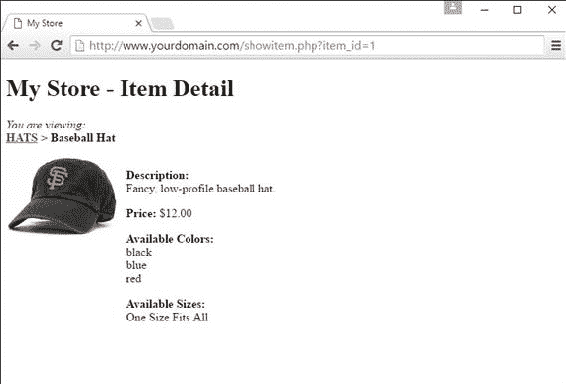 My Store
http://www.yourdomain.com/showitem.php?item_id=1
My Store - Item Detail
You are viewing:
HATS > Baseball Hat
SF
Description:
Fancy, low-profile baseball hat.
Price: $12.00
Available Colors:
black
blue
red
Available Sizes:
One Size Fits All